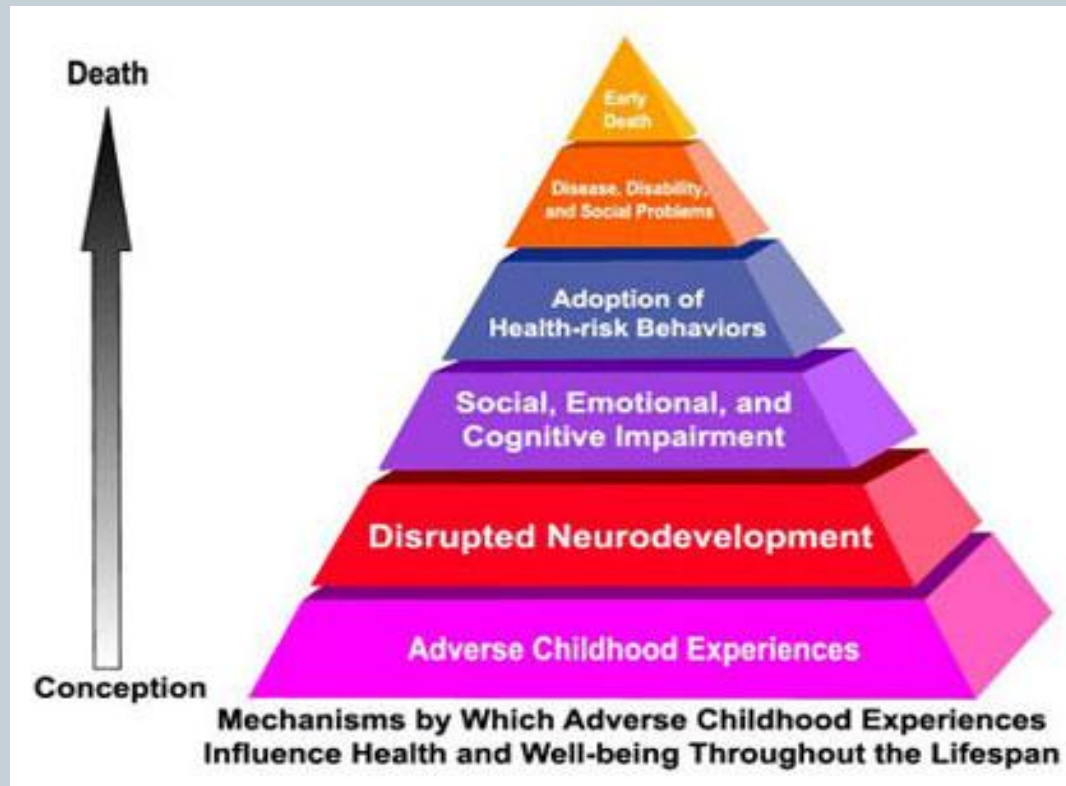 Death
Early
Death
Disease, Disability,
and Social Problems
Adoption of
Health-risk Behaviors
Social, Emotional, and
Cognitive Impairment
Disrupted Neurodevelopment
Adverse Childhood Experiences
Conception
Mechanisms by Which Adverse Childhood Experiences
Influence Health and Well-being Throughout the Lifespan